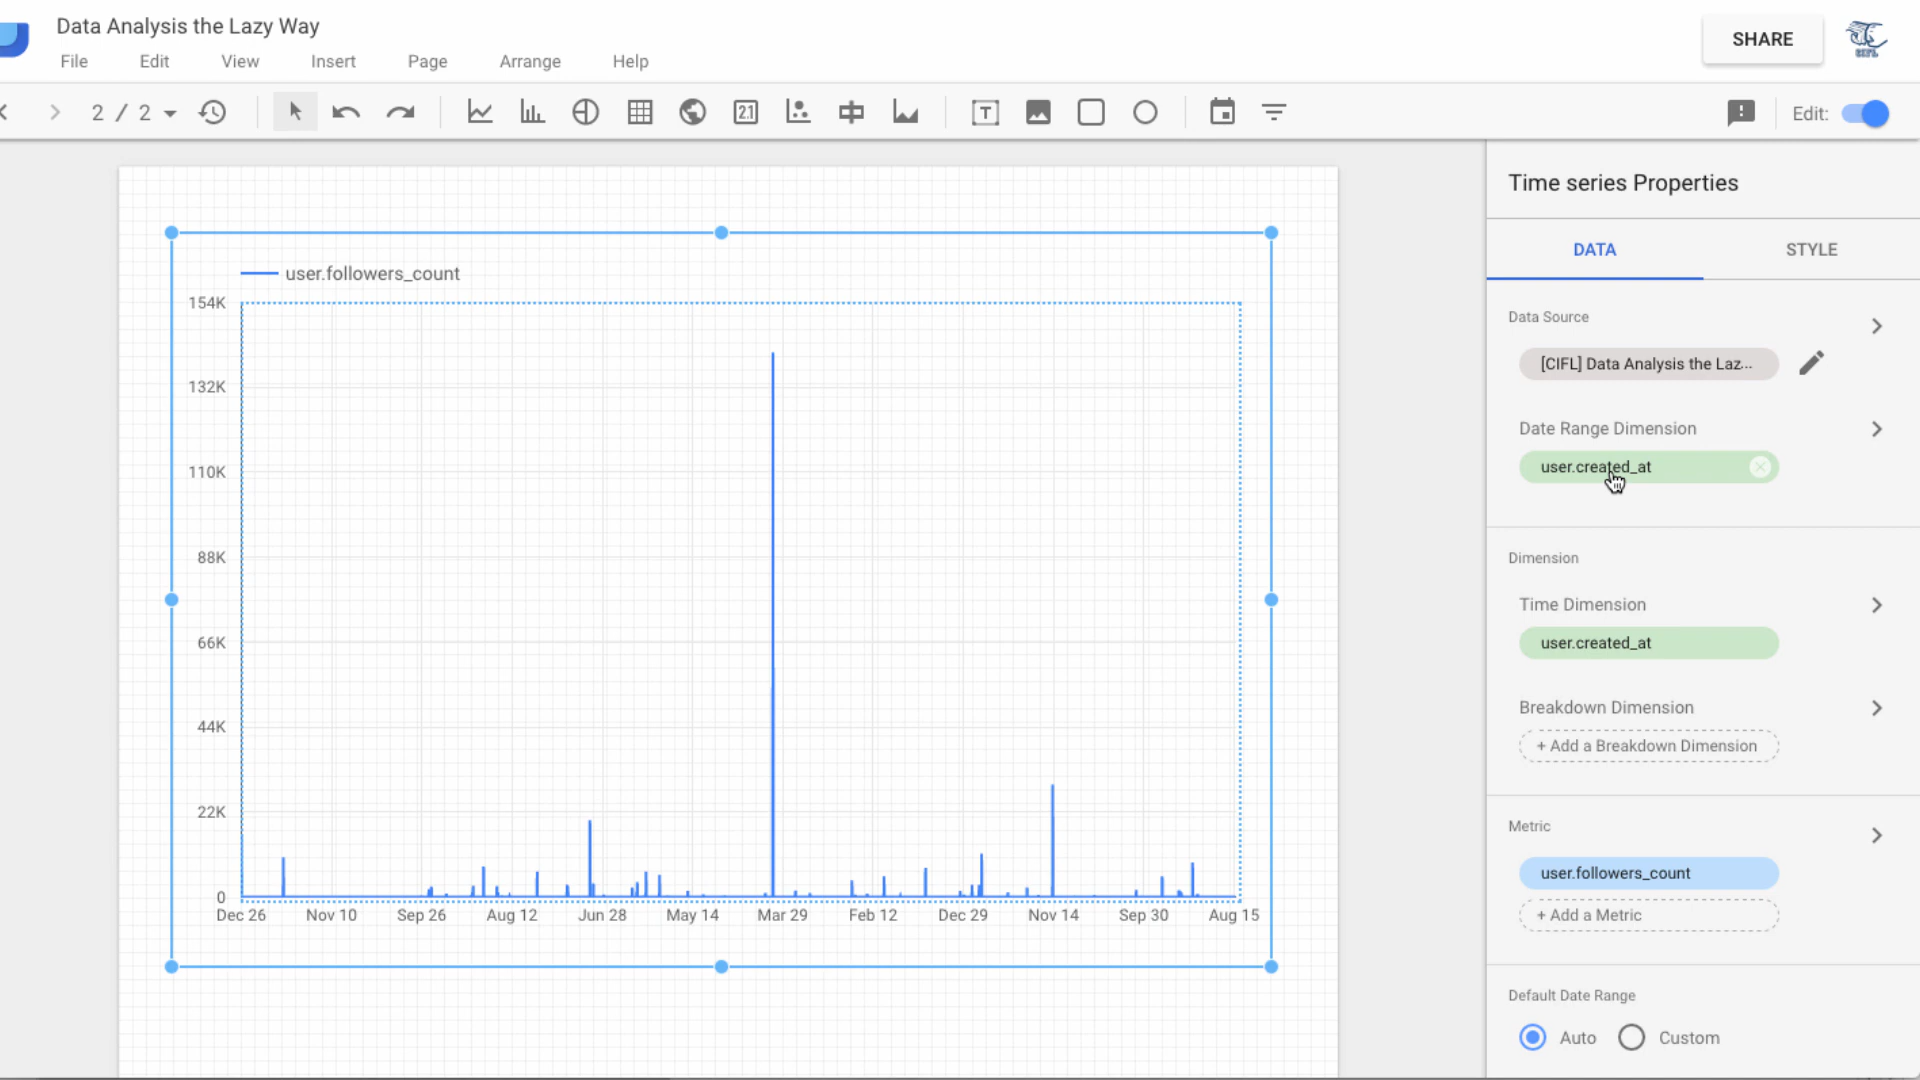 Data Analysis the Lazy Way
File Edit View Insert Page Arrange Help
SHARE
CIFL
2 / 2
21
T
Edit:
user.followers_count
154K
132K
110K
88K
66K
44K
22K
0
Dec 26 Nov 10 Sep 26 Aug 12 Jun 28 May 14 Mar 29 Feb 12 Dec 29 Nov 14 Sep 30 Aug 15
Time series Properties
DATA STYLE
Data Source
[CIFL] Data Analysis the Laz...
Date Range Dimension
user.created_at
Dimension
Time Dimension
user.created_at
Breakdown Dimension
+ Add a Breakdown Dimension
Metric
user.followers_count
+ Add a Metric
Default Date Range
Auto Custom